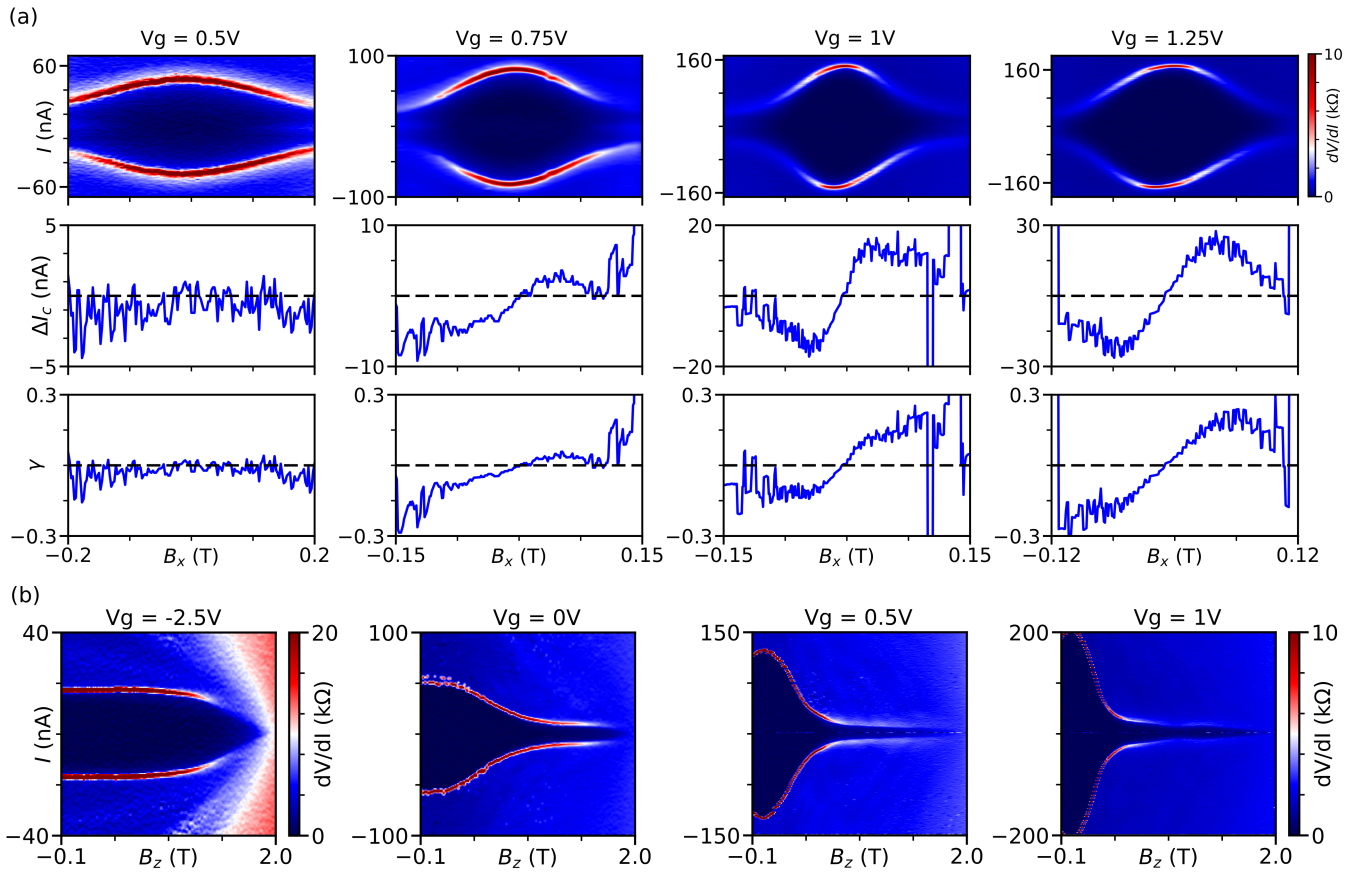 (a)
Vg = 0.5V
Vg = 0.75V
Vg = 1V
Vg = 1.25V
60
−60
I (nA)
100
−100
160
−160
160
−160
10
0
dV/dI (kΩ)
5
−5
ΔI_c (nA)
10
−10
20
−20
30
−30
0.3
−0.3
γ
−0.2
B_x (T)
0.2
0.3
−0.3
−0.15
B_x (T)
0.15
0.3
−0.3
−0.15
B_x (T)
0.15
0.3
−0.3
−0.12
B_x (T)
0.12
(b)
Vg = -2.5V
Vg = 0V
Vg = 0.5V
Vg = 1V
40
−40
I (nA)
−0.1
B_z (T)
2.0
20
0
dV/dI (kΩ)
100
−100
−0.1
B_z (T)
2.0
150
−150
−0.1
B_z (T)
2.0
200
−200
−0.1
B_z (T)
2.0
10
0
dV/dI (kΩ)